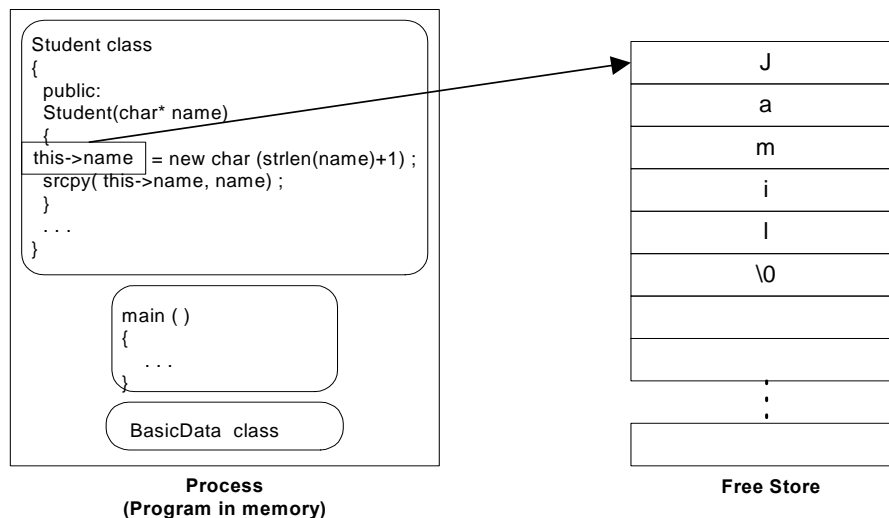 Student class
{
public:
Student(char* name)
{
this->name = new char (strlen(name)+1) ;
srcpy( this->name, name) ;
}
. . .
}
main ( )
{
. . .
}
BasicData class
Process
(Program in memory)
J
a
m
i
l
\0
Free Store